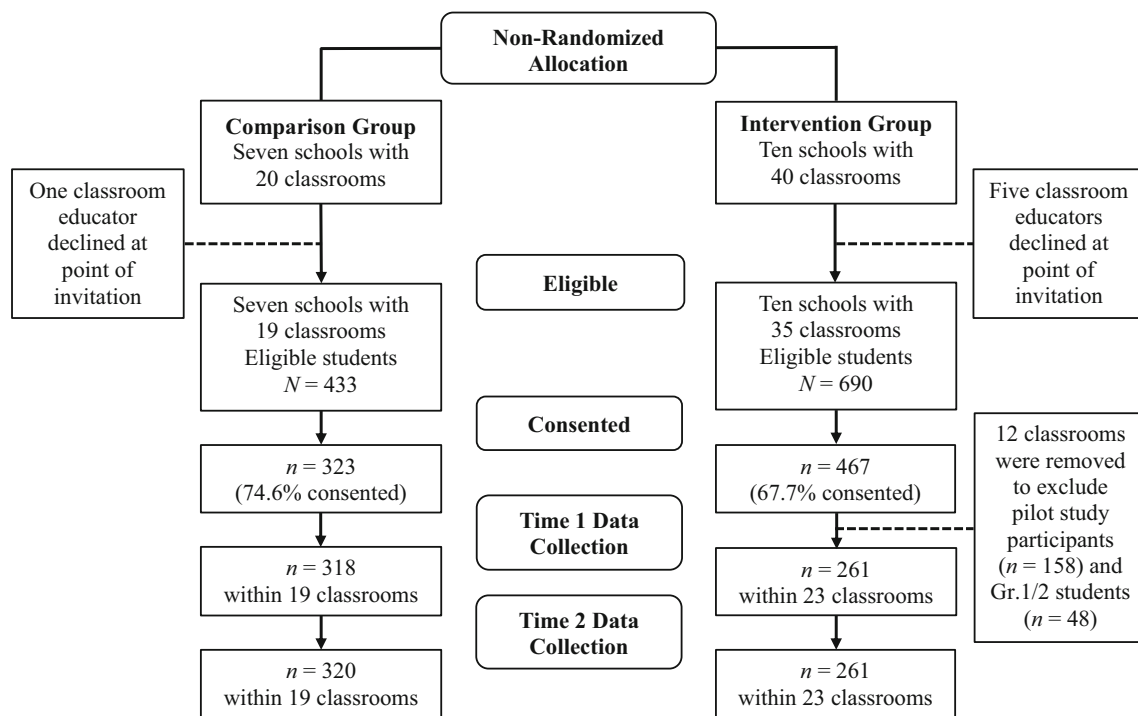 Non-Randomized
Allocation
Comparison Group
Seven schools with
20 classrooms
Intervention Group
Ten schools with
40 classrooms
One classroom
educator
declined at
point of
invitation
Five classroom
educators
declined at
point of
invitation
Eligible
Seven schools with
19 classrooms
Eligible students
N = 433
Ten schools with
35 classrooms
Eligible students
N = 690
Consented
n = 323
(74.6% consented)
n = 467
(67.7% consented)
12 classrooms
were removed
to exclude
pilot study
participants
(n = 158) and
Gr.1/2 students
(n = 48)
Time 1 Data
Collection
n = 318
within 19 classrooms
n = 261
within 23 classrooms
Time 2 Data
Collection
n = 320
within 19 classrooms
n = 261
within 23 classrooms